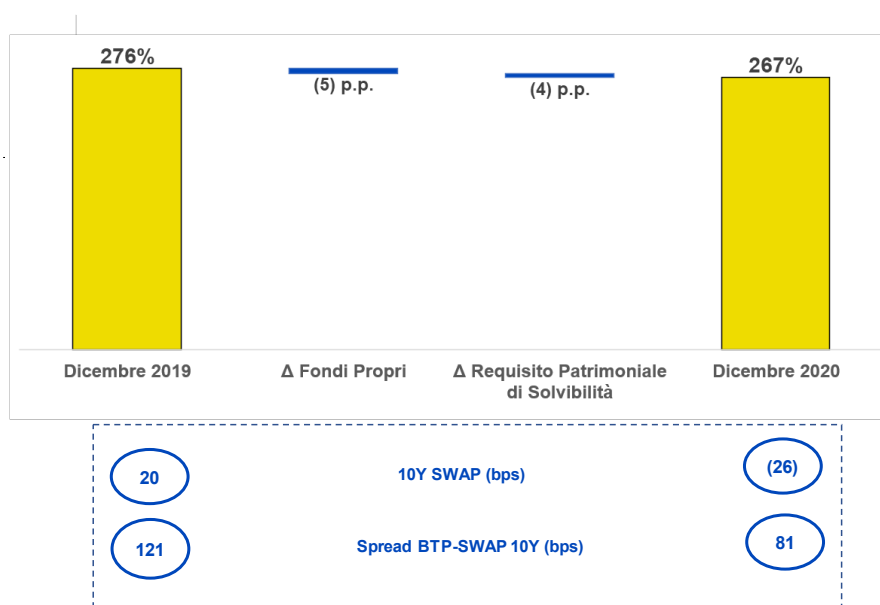 276%
(5) p.p.
(4) p.p.
267%
Dicembre 2019
Δ Fondi Propri
Δ Requisito Patrimoniale
di Solvibilità
Dicembre 2020
20
10Y SWAP (bps)
(26)
121
Spread BTP-SWAP 10Y (bps)
81